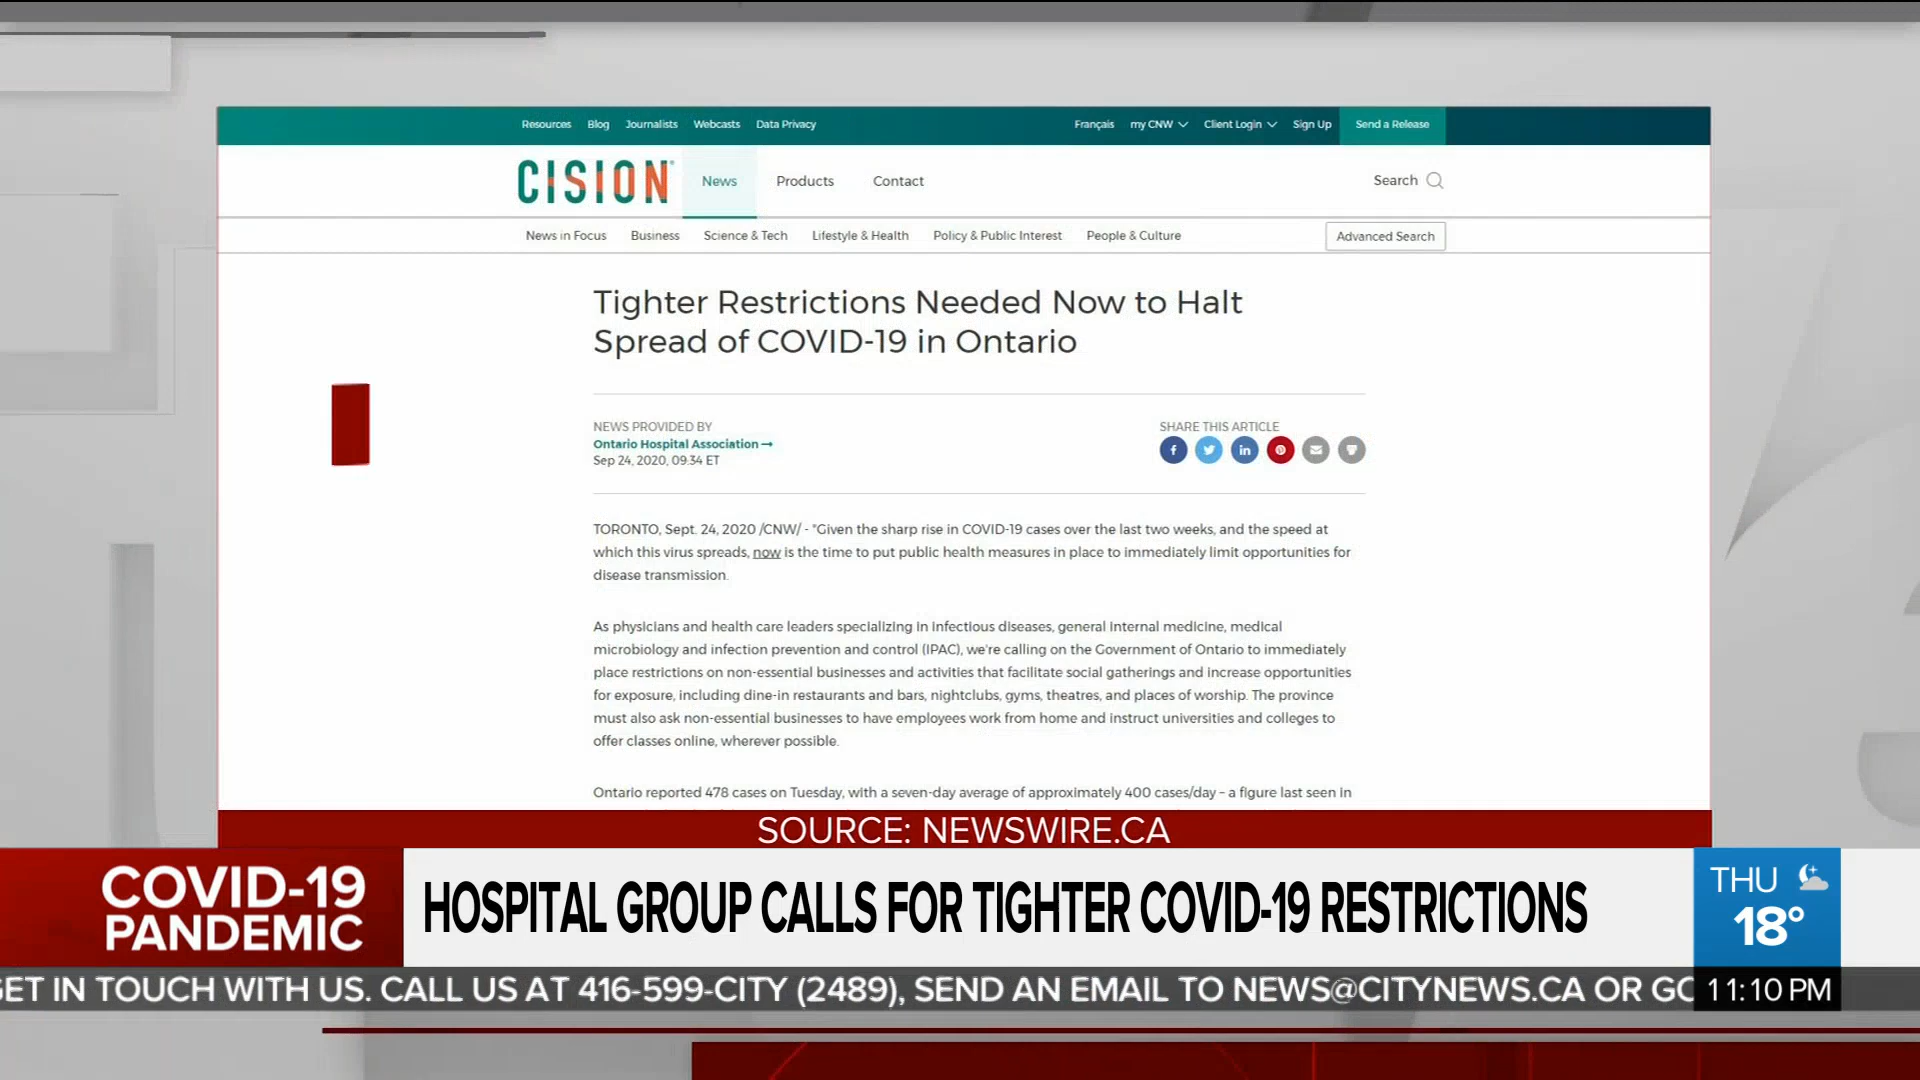 Resources Blog Journalists Webcasts Data Privacy Français my CNW Client Login Sign Up Send a Release
CISION News Products Contact Search
News in Focus Business Science & Tech Lifestyle & Health Policy & Public Interest People & Culture Advanced Search
Tighter Restrictions Needed Now to Halt
Spread of COVID-19 in Ontario
NEWS PROVIDED BY
Ontario Hospital Association
Sep 24, 2020, 09:34 ET
SHARE THIS ARTICLE
TORONTO, Sept. 24, 2020 /CNW/ - "Given the sharp rise in COVID-19 cases over the last two weeks, and the speed at
which this virus spreads, now is the time to put public health measures in place to immediately limit opportunities for
disease transmission.
As physicians and health care leaders specializing in infectious diseases, general internal medicine, medical
microbiology and infection prevention and control (IPAC), we're calling on the Government of Ontario to immediately
place restrictions on non-essential businesses and activities that facilitate social gatherings and increase opportunities
for exposure, including dine-in restaurants and bars, nightclubs, gyms, theatres, and places of worship. The province
must also ask non-essential businesses to have employees work from home and instruct universities and colleges to
offer classes online, wherever possible.
Ontario reported 478 cases on Tuesday, with a seven-day average of approximately 400 cases/day – a figure last seen in
SOURCE: NEWSWIRE.CA
COVID-19
PANDEMIC
HOSPITAL GROUP CALLS FOR TIGHTER COVID-19 RESTRICTIONS
THU
18°
GET IN TOUCH WITH US. CALL US AT 416-599-CITY (2489), SEND AN EMAIL TO NEWS@CITYNEWS.CA OR GO
11:10 PM